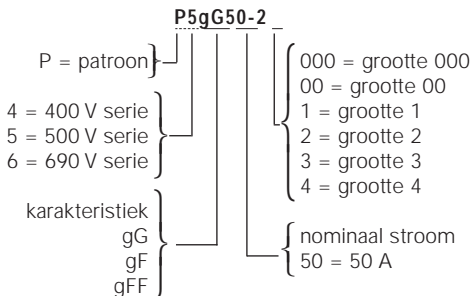 P5gG50-2
P = patroon
4 = 400 V serie
5 = 500 V serie
6 = 690 V serie
karakteristiek
gG
gF
gFF
000 = grootte 000
00 = grootte 00
1 = grootte 1
2 = grootte 2
3 = grootte 3
4 = grootte 4
nominaal stroom
50 = 50 A